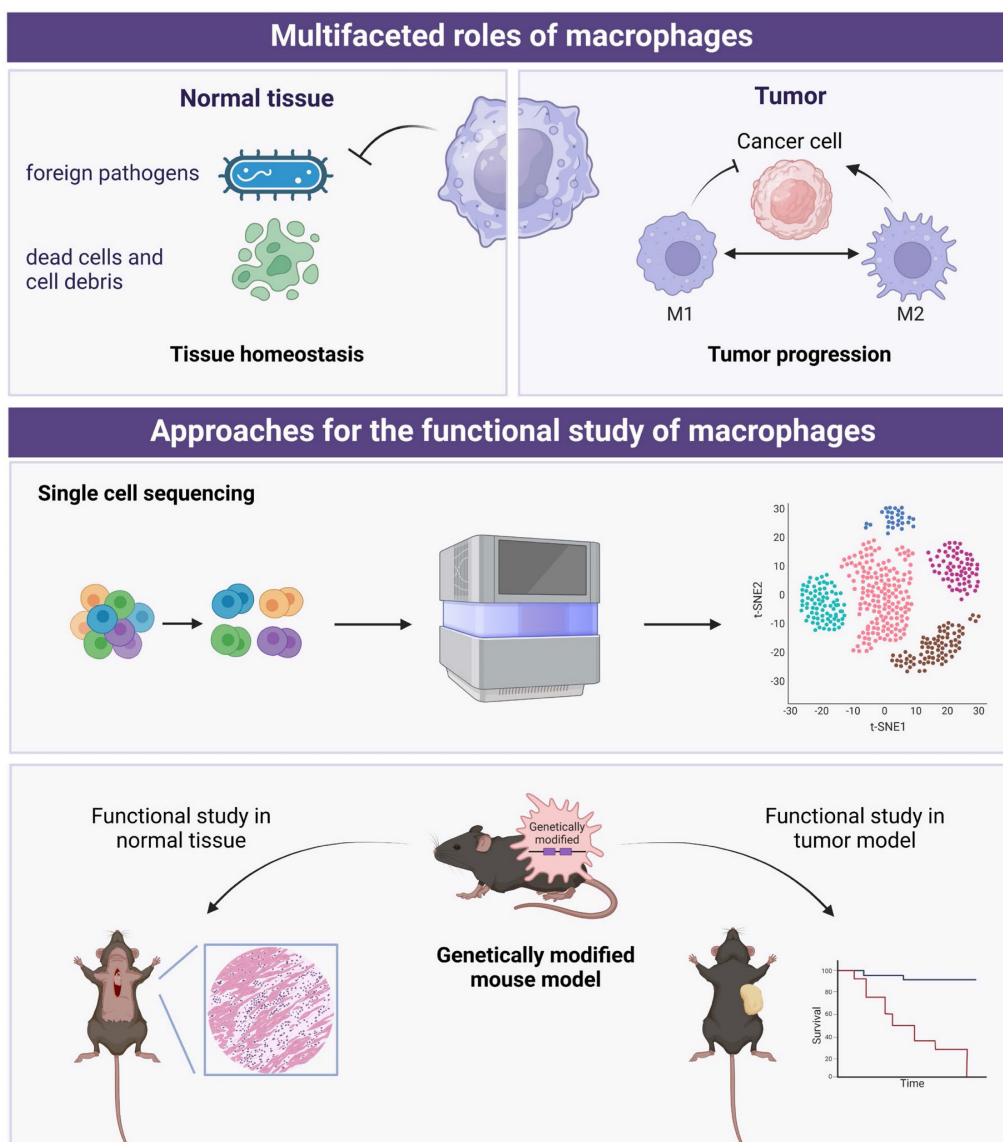 Multifaceted roles of macrophages
Normal tissue
foreign pathogens
dead cells and
cell debris
Tissue homeostasis
Tumor
Cancer cell
M1
M2
Tumor progression
Approaches for the functional study of macrophages
Single cell sequencing
t-SNE2
30
20
10
0
-10
-20
-30
-30
-20
-10
0
10
20
30
t-SNE1
Functional study in
normal tissue
Genetically
modified
Genetically modified
mouse model
Functional study in
tumor model
Survival
100
80
60
40
20
0
Time